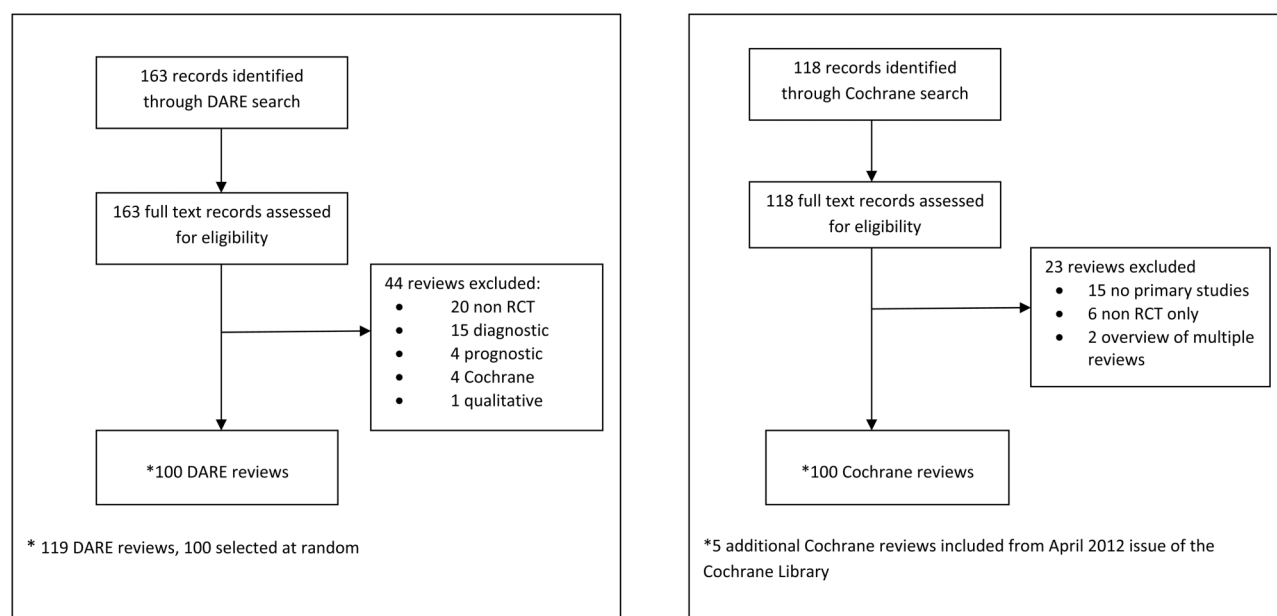 163 records identified
through DARE search
163 full text records assessed
for eligibility
44 reviews excluded:
• 20 non RCT
• 15 diagnostic
• 4 prognostic
• 4 Cochrane
• 1 qualitative
*100 DARE reviews
* 119 DARE reviews, 100 selected at random
118 records identified
through Cochrane search
118 full text records assessed
for eligibility
23 reviews excluded
• 15 no primary studies
• 6 non RCT only
• 2 overview of multiple
reviews
*100 Cochrane reviews
*5 additional Cochrane reviews included from April 2012 issue of the
Cochrane Library